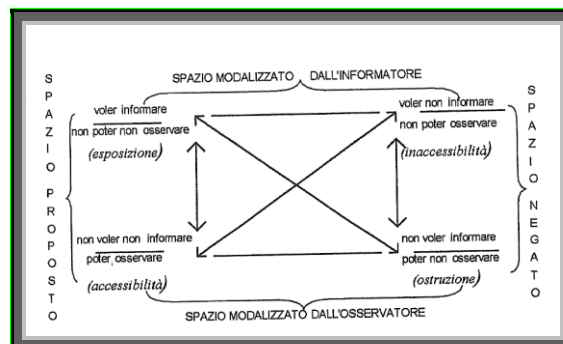 SPAZIO MODALIZZATO DALL'INFORMATORE
SPAZIO PROPOSTO
voler informare
non poter non osservare
(esposizione)
voler non informare
non poter osservare
(inaccessibilità)
SPAZIO NEGATO
non voler non informare
poter osservare
(accessibilità)
non voler informare
poter non osservare
(ostruzione)
SPAZIO MODALIZZATO DALL'OSSERVATORE